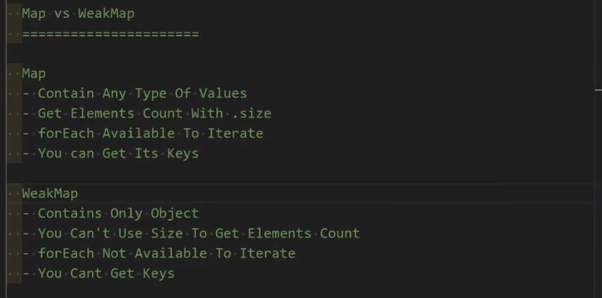 Map vs WeakMap
======================
Map
- Contain Any Type Of Values
- Get Elements Count With .size
- forEach Available To Iterate
- You can Get Its Keys
WeakMap
- Contains Only Object
- You Can't Use Size To Get Elements Count
- forEach Not Available To Iterate
- You Cant Get Keys